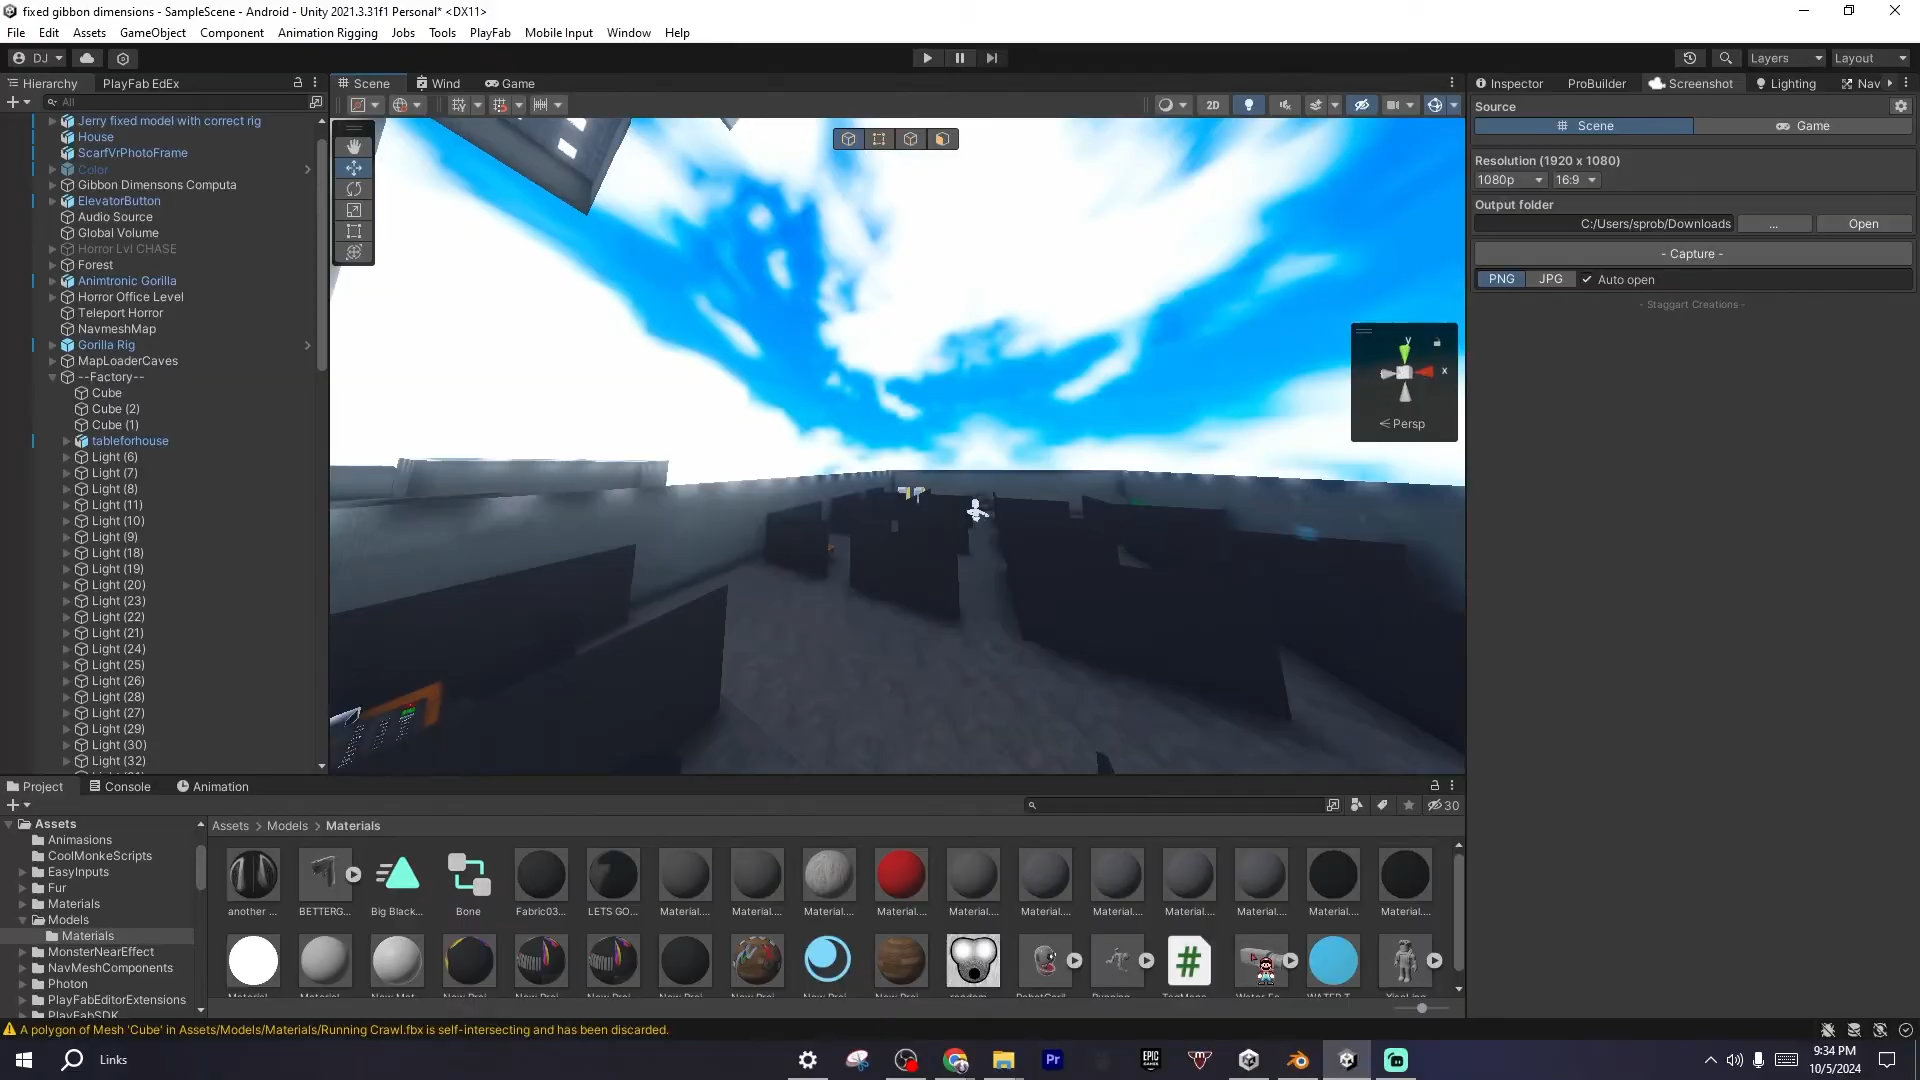 fixed gibbon dimensions - SampleScene - Android - Unity 2021.3.31f1 Personal* <DX11>
File Edit Assets GameObject Component Animation Rigging Jobs Tools PlayFab Mobile Input Window Help
DJ
Layers
Layout
Hierarchy
PlayFab EdEx
Scene
Wind
Game
Inspector
ProBuilder
Screenshot
Lighting
Nav
All
2D
Jerry fixed model with correct rig
House
ScarfVrPhotoFrame
Color
Gibbon Dimensons Computa
ElevatorButton
Audio Source
Global Volume
Horror Lvl CHASE
Forest
Animtronic Gorilla
Horror Office Level
Teleport Horror
NavmeshMap
Gorilla Rig
MapLoaderCaves
--Factory--
Cube
Cube (2)
Cube (1)
tableforhouse
Light (6)
Light (7)
Light (8)
Light (11)
Light (10)
Light (9)
Light (18)
Light (19)
Light (20)
Light (23)
Light (22)
Light (21)
Light (24)
Light (25)
Light (26)
Light (28)
Light (27)
Light (29)
Light (30)
Light (32)
y
x
Persp
Source
Scene
Game
Resolution (1920 x 1080)
1080p
16:9
Output folder
C:/Users/sprob/Downloads
...
Open
- Capture -
PNG
JPG
Auto open
- Staggart Creations -
Project
Console
Animation
30
Assets
Animasions
CoolMonkeScripts
EasyInputs
Fur
Materials
Models
Materials
MonsterNearEffect
NavMeshComponents
Photon
PlayFabEditorExtensions
PlayFabSDK
Assets > Models > Materials
another ...
BETTERG...
Big Black...
Bone
Fabric03...
LETS GO...
Material....
Material....
Material....
Material....
Material....
Material....
Material....
Material....
Material....
Material....
Material....
A polygon of Mesh 'Cube' in Assets/Models/Materials/Running Crawl.fbx is self-intersecting and has been discarded.
Links
Pr
EPIC
GAMES
9:34 PM
10/5/2024